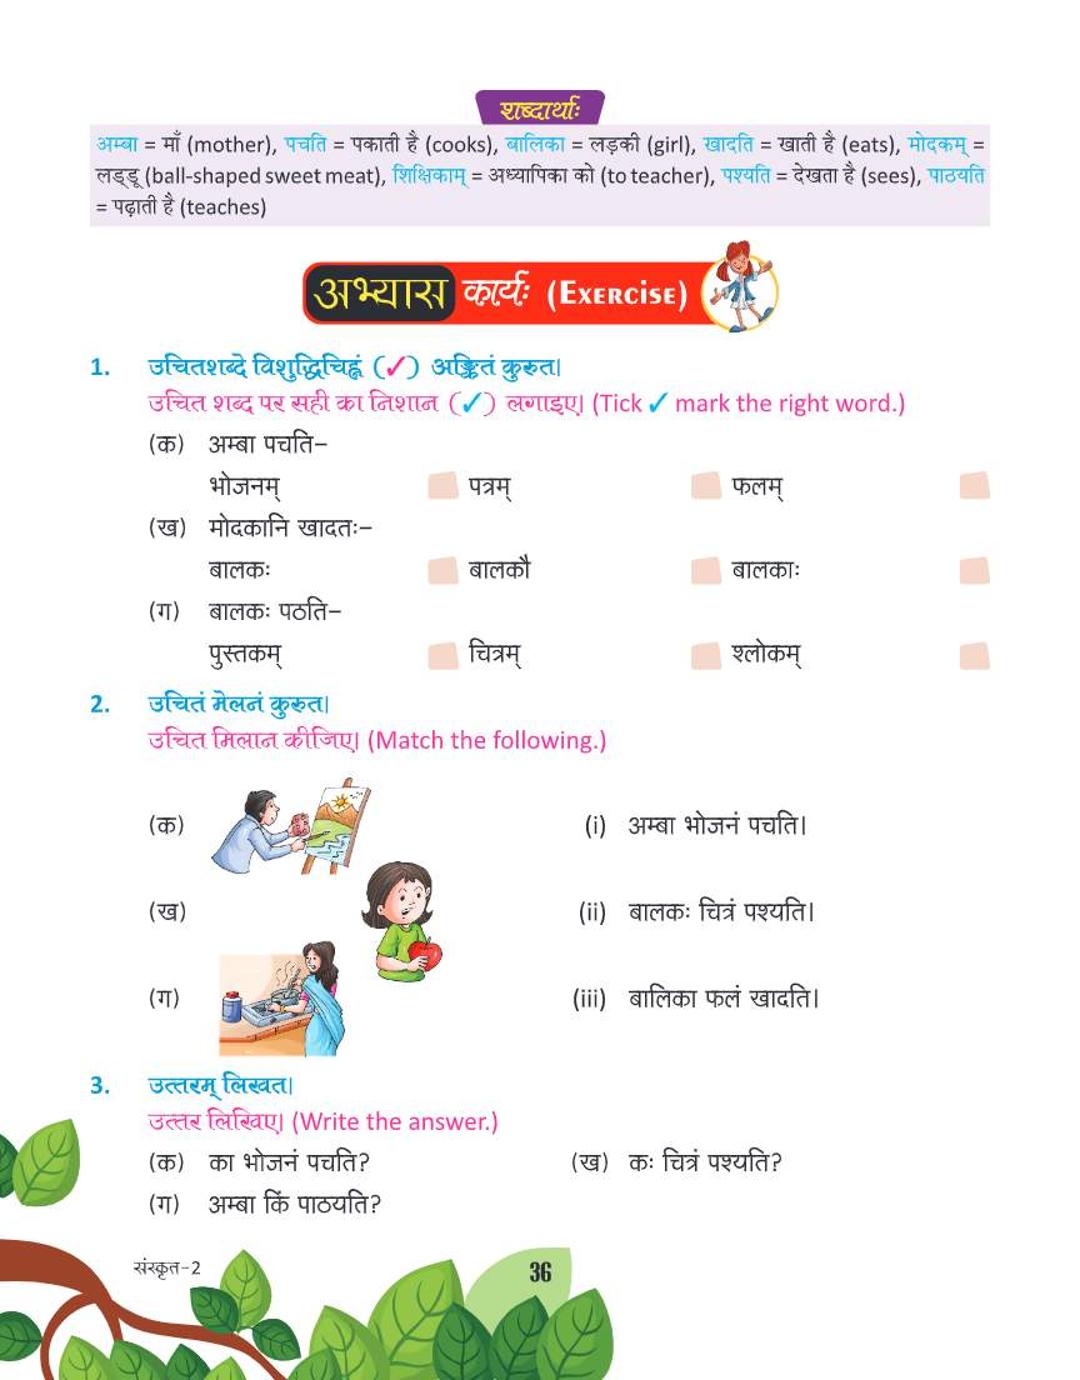 शब्दार्थाः
अम्बा = माँ (mother), पचति = पकाती है (cooks), बालिका = लड़की (girl), खादति = खाती है (eats), मोदकम् =
लड्डू (ball-shaped sweet meat), शिक्षिकाम् = अध्यापिका को (to teacher), पश्यति = देखता है (sees), पाठयति
= पढ़ाती है (teaches)
अभ्यास कार्यः (EXERCISE)
1. उचितशब्दे विशुद्धिचिह्नं (✓) अङ्कितं कुरुत।
उचित शब्द पर सही का निशान (✓) लगाइए। (Tick ✓ mark the right word.)
(क) अम्बा पचति–
भोजनम् पत्रम् फलम्
(ख) मोदकानि खादतः–
बालकः बालकौ बालकाः
(ग) बालकः पठति–
पुस्तकम् चित्रम् श्लोकम्
2. उचितं मेलनं कुरुत।
उचित मिलान कीजिए। (Match the following.)
(क) (i) अम्बा भोजनं पचति।
(ख) (ii) बालकः चित्रं पश्यति।
(ग) (iii) बालिका फलं खादति।
3. उत्तरम् लिखत।
उत्तर लिखिए। (Write the answer.)
(क) का भोजनं पचति? (ख) कः चित्रं पश्यति?
(ग) अम्बा किं पाठयति?
संस्कृत-2 36